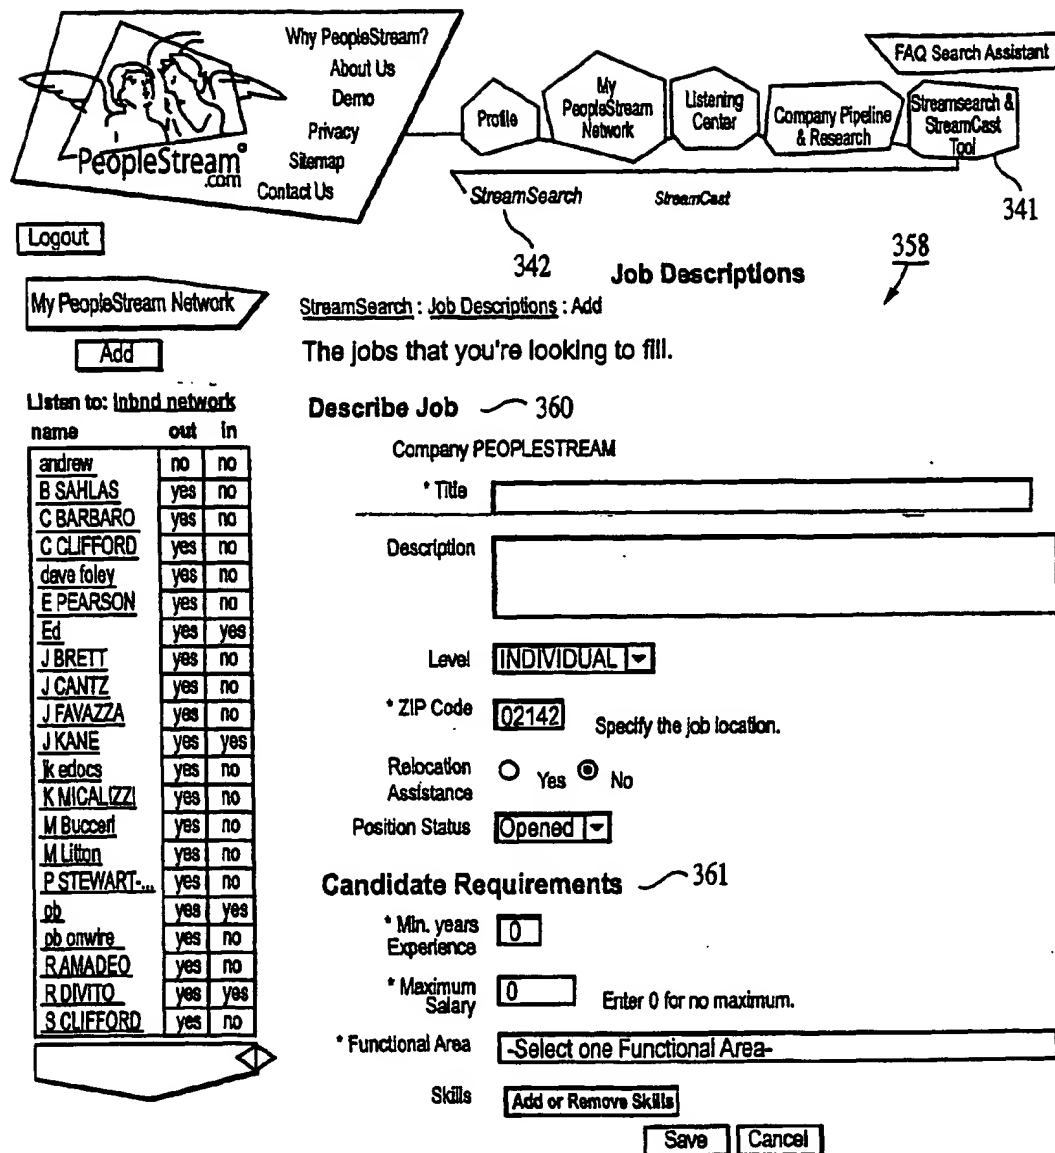 Why PeopleStream?
About Us
Demo
Privacy
Sitemap
Contact Us
PeopleStream
.com
FAQ Search Assistant
Profile
My PeopleStream Network
Listening Center
Company Pipeline & Research
Streamsearch & StreamCast Tool
StreamSearch
StreamCast
341
342
Logout
Job Descriptions
358
My PeopleStream Network
Add
StreamSearch : Job Descriptions : Add
The jobs that you're looking to fill.
Listen to: inbnd network
name out in
andrew no no
B SAHLAS yes no
C BARBARO yes no
C CLIFFORD yes no
dave foley yes no
E PEARSON yes no
Ed yes yes
J BRETT yes no
J CANTZ yes no
J FAVAZZA yes no
J KANE yes yes
jk edocs yes no
K MICALIZZI yes no
M Buccerl yes no
M Litton yes no
P STEWART-... yes no
pb yes yes
pb onwire yes no
R AMADEO yes no
R DIVITO yes yes
S CLIFFORD yes no
Describe Job 360
Company PEOPLESTREAM
* Title
Description
Level INDIVIDUAL
* ZIP Code 02142 Specify the job location.
Relocation Assistance Yes No
Position Status Opened
Candidate Requirements 361
* Min. years Experience 0
* Maximum Salary 0 Enter 0 for no maximum.
* Functional Area -Select one Functional Area-
Skills Add or Remove Skills
Save Cancel